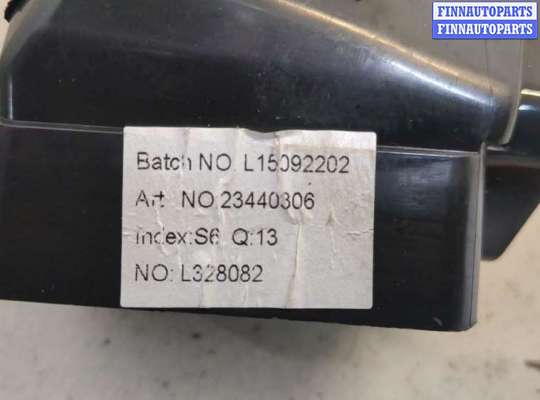 FINNAUTOPARTS
FINNAUTOPARTS
Batch NO L15092202
Art NO:23440306
Index:S6 Q:13
NO: L328082